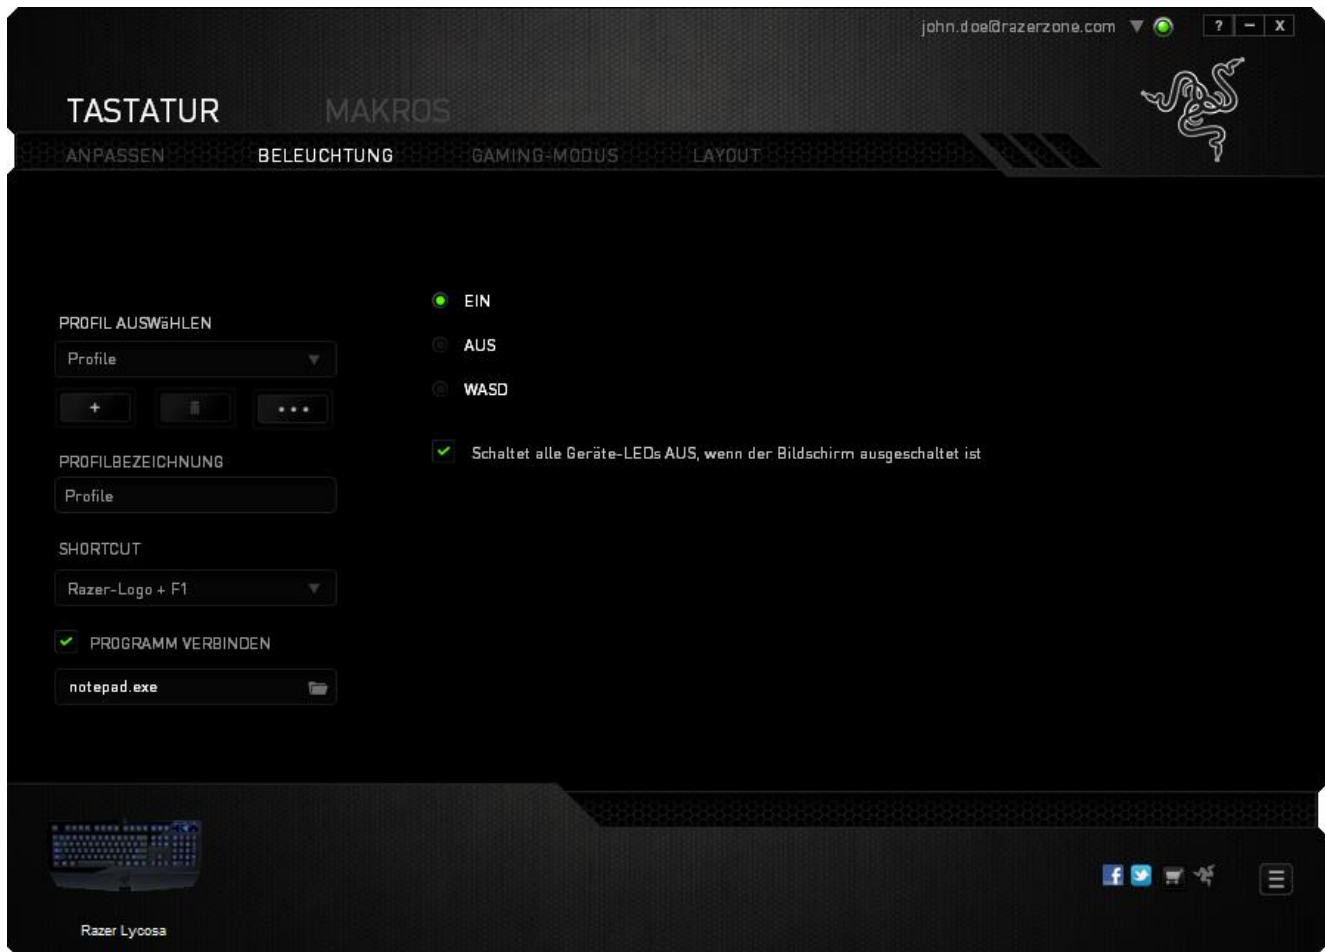 john.doe@razerzone.com
? – X
TASTATUR MAKROS
ANPASSEN BELEUCHTUNG GAMING-MODUS LAYOUT
PROFIL AUSWäHLEN
Profile
+ •••
PROFILBEZEICHNUNG
Profile
SHORTCUT
Razer-Logo + F1
PROGRAMM VERBINDEN
notepad.exe
EIN
AUS
WASD
Schaltet alle Geräte-LEDs AUS, wenn der Bildschirm ausgeschaltet ist
Razer Lycosa
f